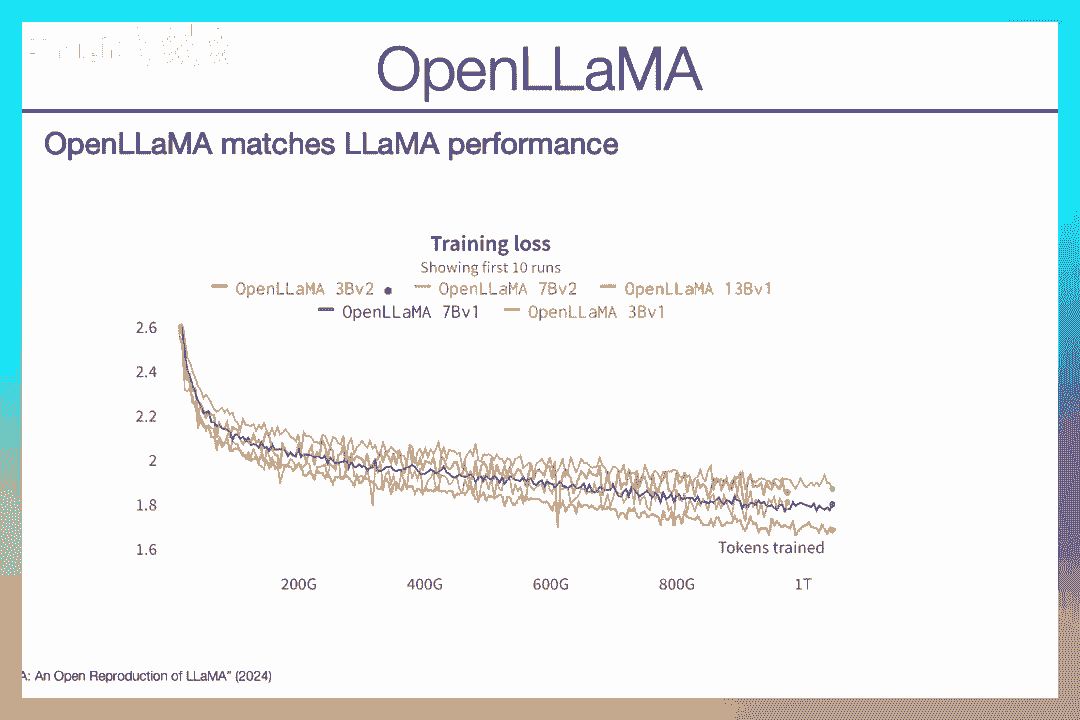 OpenLLaMA
OpenLLaMA matches LLaMA performance
Training loss
Showing first 10 runs
OpenLLaMA 3Bv2 OpenLLaMA 7Bv2 OpenLLaMA 13Bv1
OpenLLaMA 7Bv1 OpenLLaMA 3Bv1
2.6
2.4
2.2
2
1.8
1.6
Tokens trained
200G 400G 600G 800G 1T
A: An Open Reproduction of LLaMA” (2024)